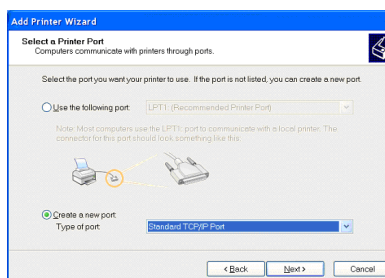 Add Printer Wizard
Select a Printer Port
Computers communicate with printers through ports.
Select the port you want your printer to use. If the port is not listed, you can create a new port.
Use the following port:
LPT1: (Recommended Printer Port)
Note: Most computers use the LPT1: port to communicate with a local printer. The
connector for this port should look something like this:
Create a new port:
Type of port:
Standard TCP/IP Port
< Back
Next >
Cancel